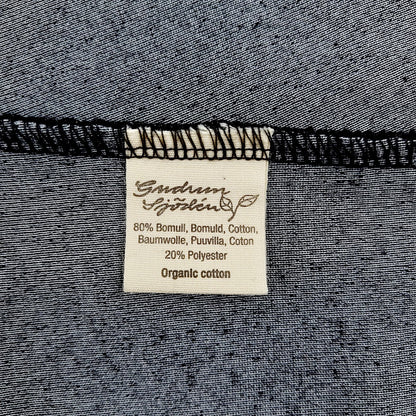 Gudrun
Sjödén
80% Bomull, Bomuld, Cotton,
Baumwolle, Puuvilla, Coton
20% Polyester
Organic cotton